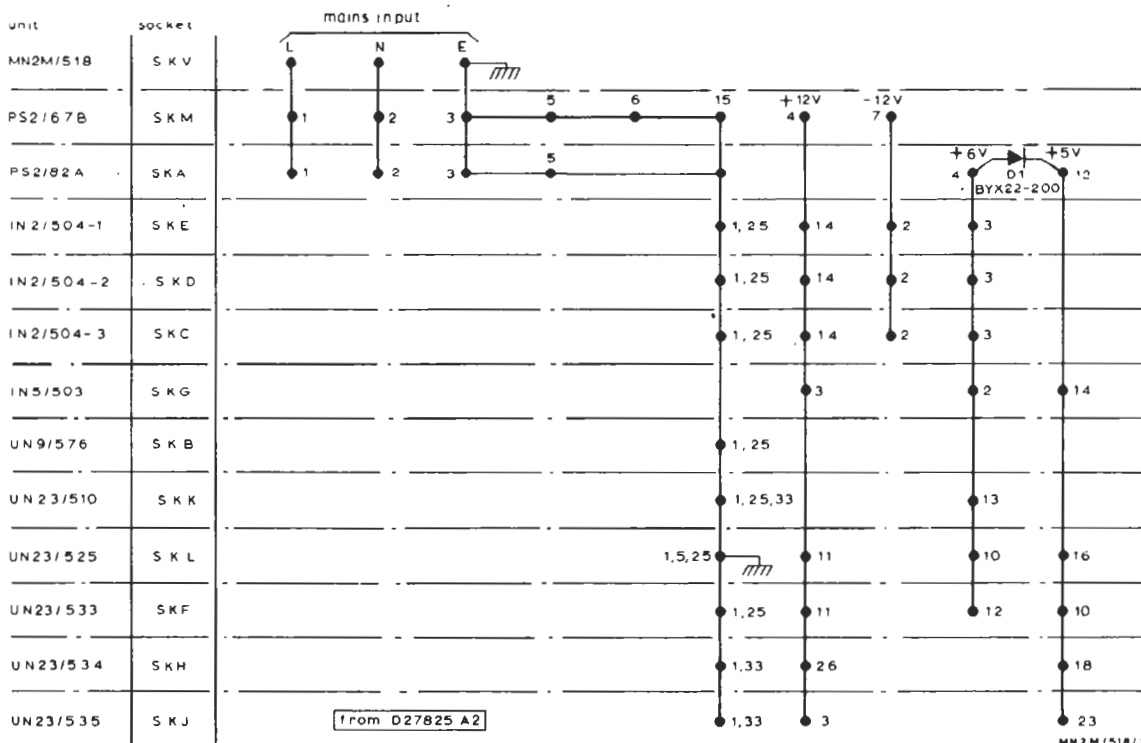 mains input
unit socket
L N E
MN2M/518 SKV
5 6 15 +12V -12V
PS2/67B SKM 1 2 3 4 7
+6V +5V
5
PS2/82A SKA 1 2 3 4 D1 12
BYX22-200
IN2/504-1 SKE 1,25 14 2 3
IN2/504-2 SKD 1,25 14 2 3
IN2/504-3 SKC 1,25 14 2 3
IN5/503 SKG 3 2 14
UN9/576 SKB 1,25
UN23/510 SKK 1,25,33 13
UN23/525 SKL 1,5,25 11 10 16
UN23/533 SKF 1,25 11 12 10
UN23/534 SKH 1,33 26 18
UN23/535 SKJ from D27825 A2 1,33 3 23